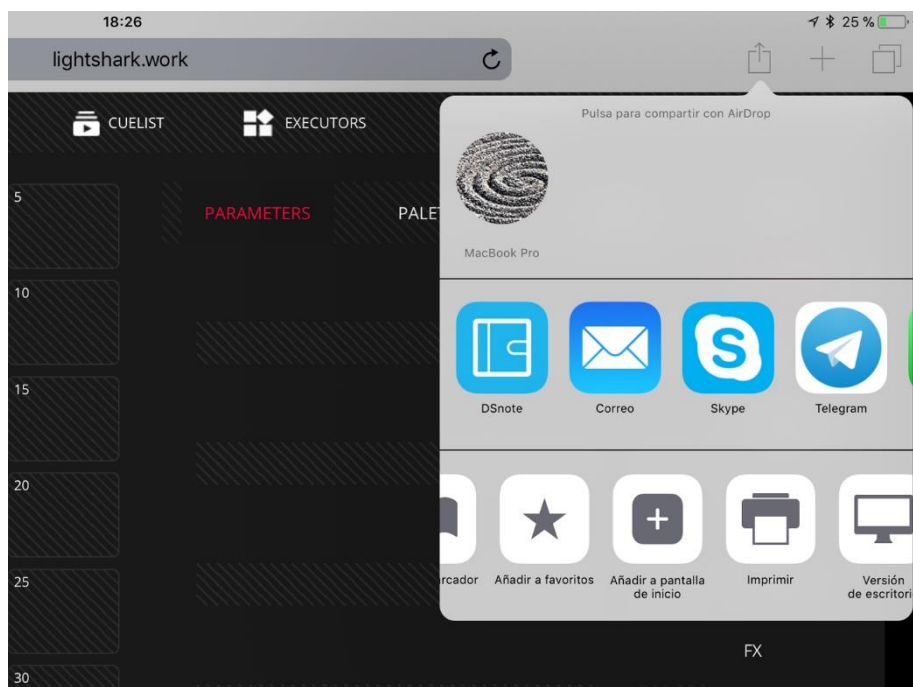 18:26
25 %
lightshark.work
CUELIST
EXECUTORS
Pulsa para compartir con AirDrop
5
PARAMETERS
PALE
MacBook Pro
10
15
DSnote
Correo
Skype
Telegram
20
25
rcador
Añadir a favoritos
Añadir a pantalla
de inicio
Imprimir
Versión
de escritori
FX
30